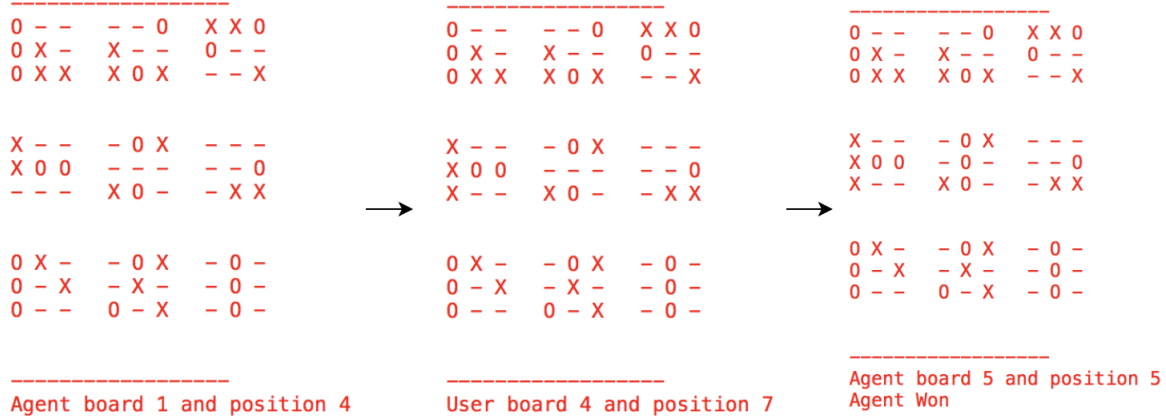 ------------------
O - -   - - O   X X O
O X -   X - -   O - -
O X X   X O X   - - X
X - -   - O X   - - -
X O O   - - -   - - O
- - -   X O -   - X X
O X -   - O X   - O -
O - X   - X -   - O -
O - -   O - X   - O -
------------------
Agent board 1 and position 4
------------------
O - -   - - O   X X O
O X -   X - -   O - -
O X X   X O X   - - X
X - -   - O X   - - -
X O O   - - -   - - O
X - -   X O -   - X X
O X -   - O X   - O -
O - X   - X -   - O -
O - -   O - X   - O -
------------------
User board 4 and position 7
------------------
O - -   - - O   X X O
O X -   X - -   O - -
O X X   X O X   - - X
X - -   - O X   - - -
X O O   - O -   - - O
X - -   X O -   - X X
O X -   - O X   - O -
O - X   - X -   - O -
O - -   O - X   - O -
------------------
Agent board 5 and position 5
Agent Won